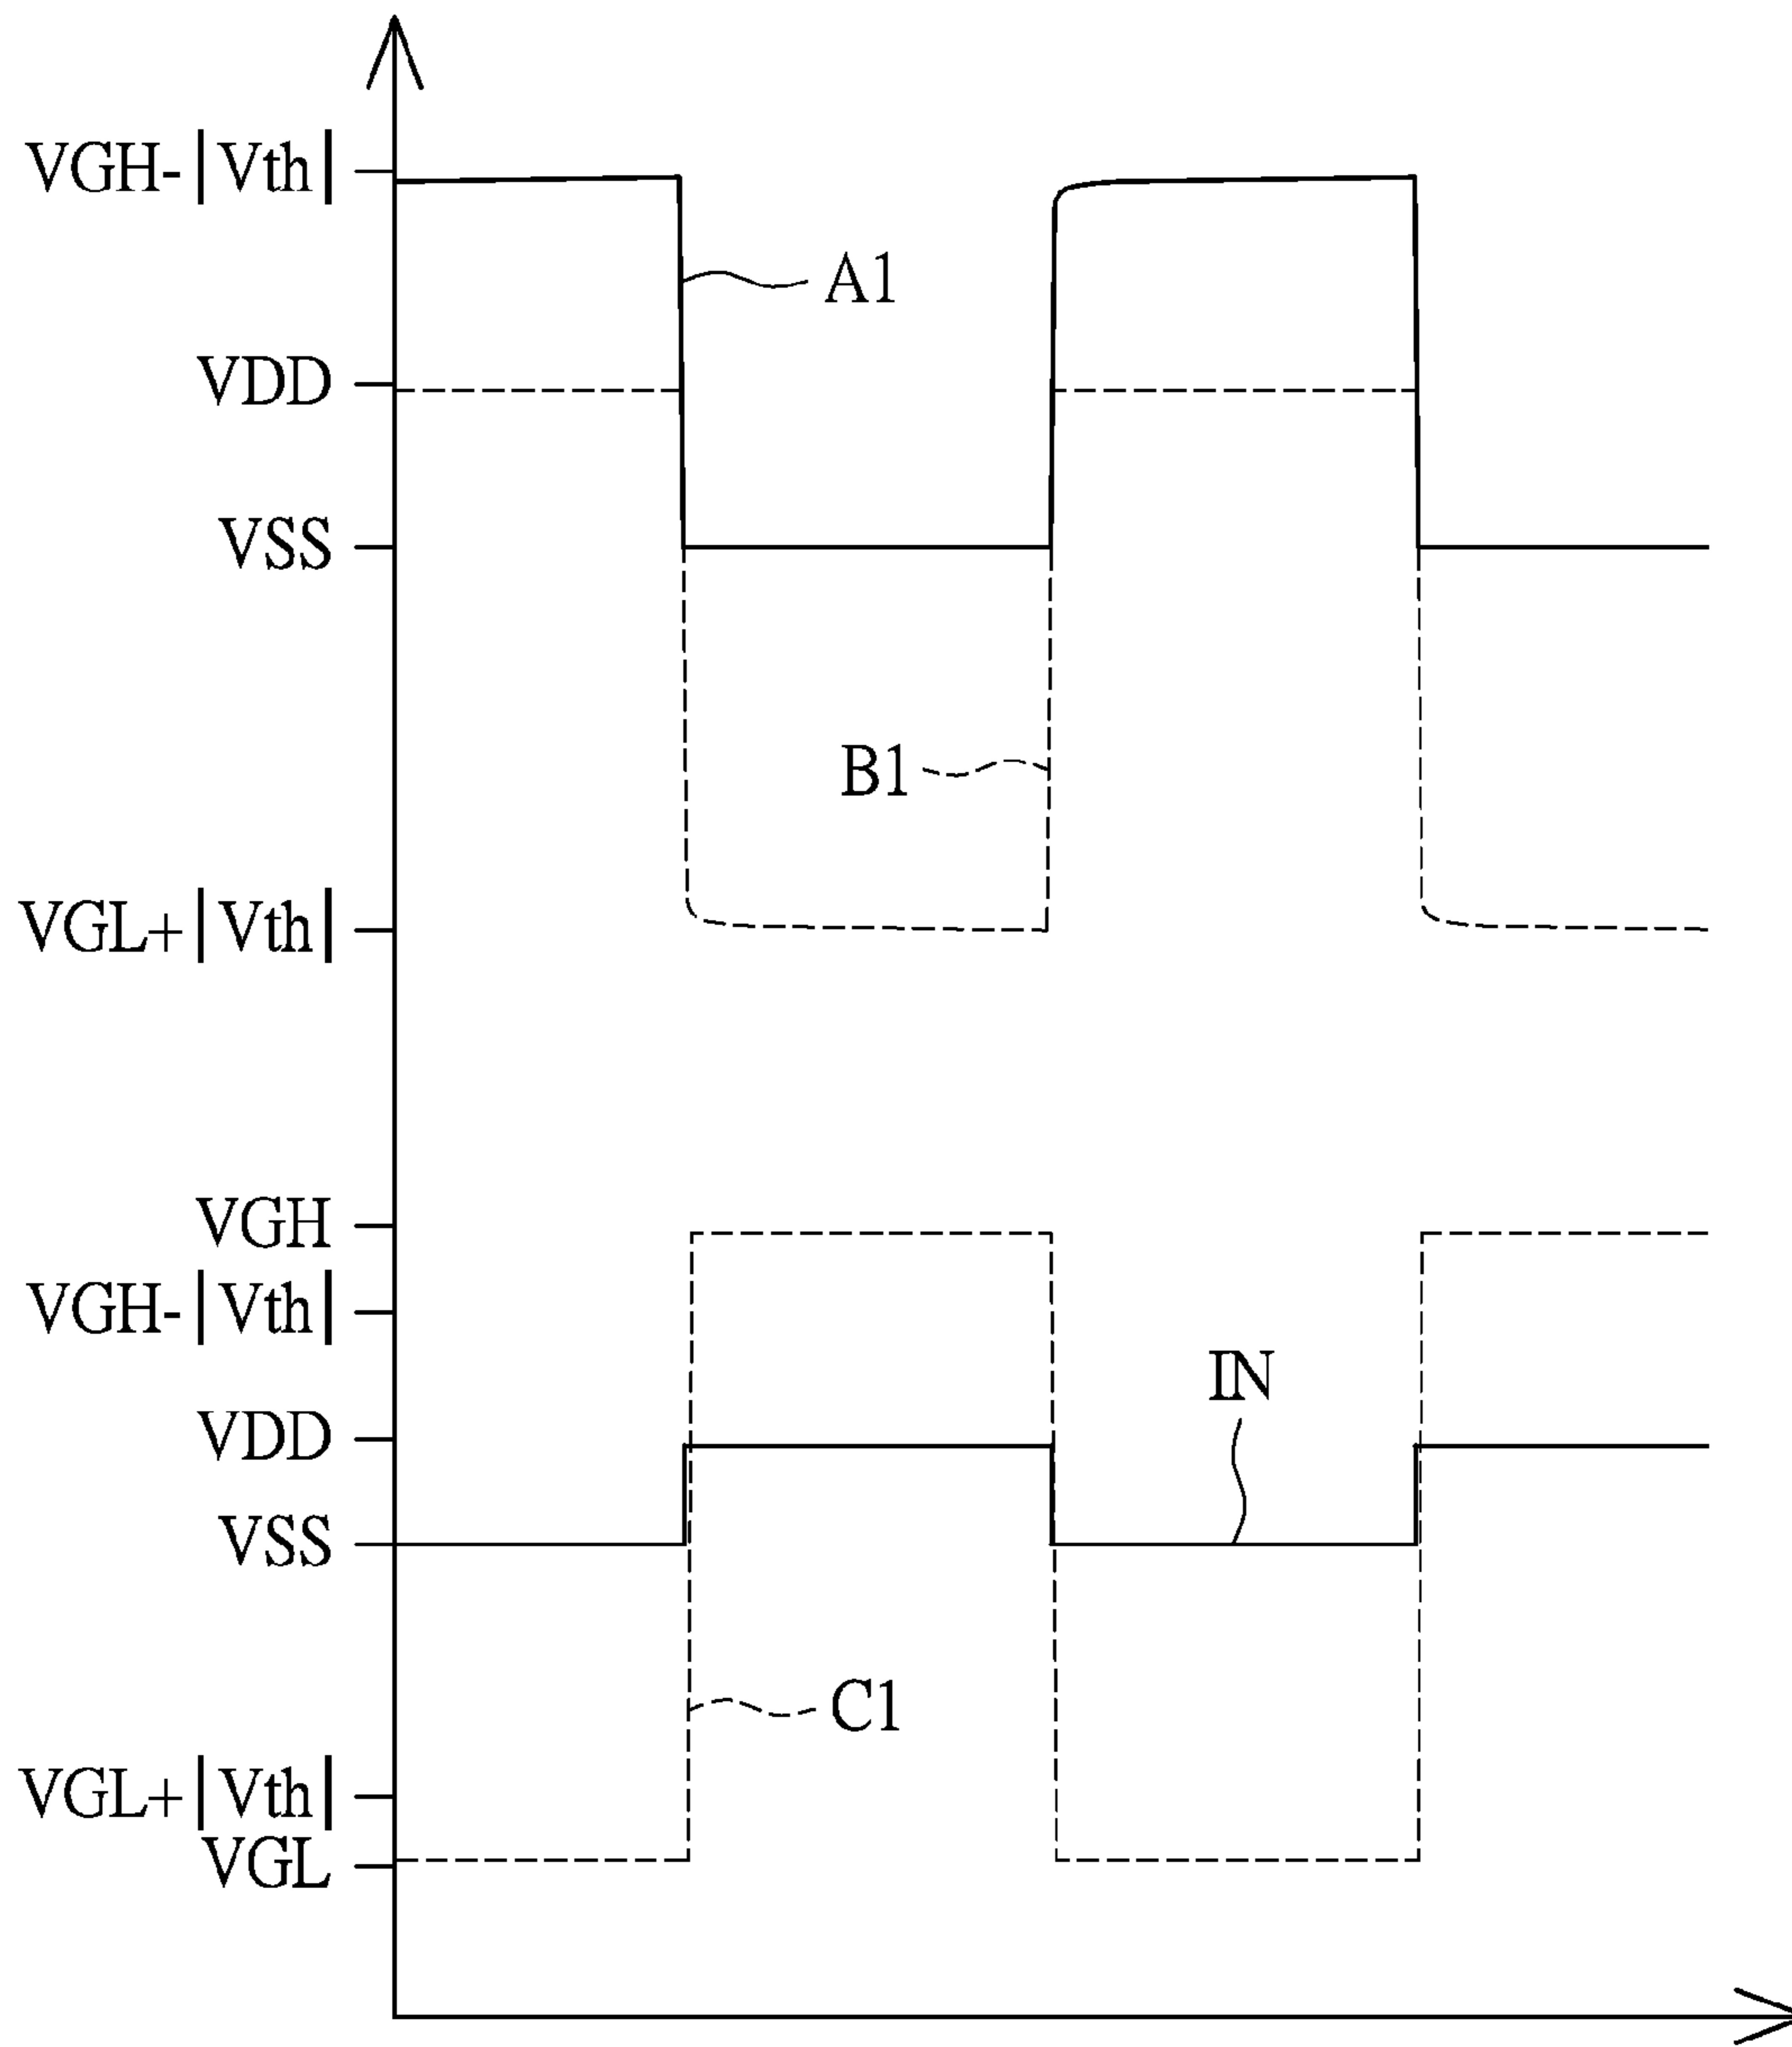 VGH-|Vth|
A1
VDD
VSS
B1
VGL+|Vth|
VGH
VGH-|Vth|
IN
VDD
VSS
C1
VGL+|Vth|
VGL